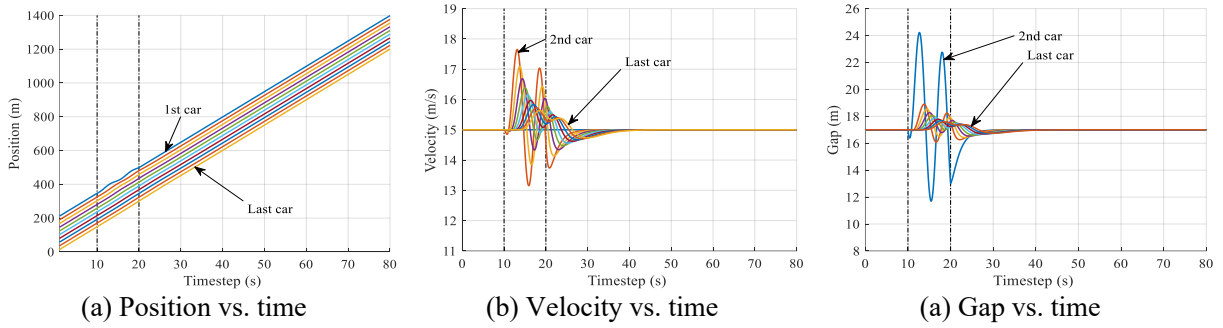 1400
1200
1000
800
600
400
200
0
Position (m)
1st car
Last car
10 20 30 40 50 60 70 80
Timestep (s)
(a) Position vs. time
19
18
17
16
15
14
13
12
11
Velocity (m/s)
2nd car
Last car
0 10 20 30 40 50 60 70 80
Timestep (s)
(b) Velocity vs. time
26
24
22
20
18
16
14
12
10
8
Gap (m)
2nd car
Last car
0 10 20 30 40 50 60 70 80
Timestep (s)
(a) Gap vs. time